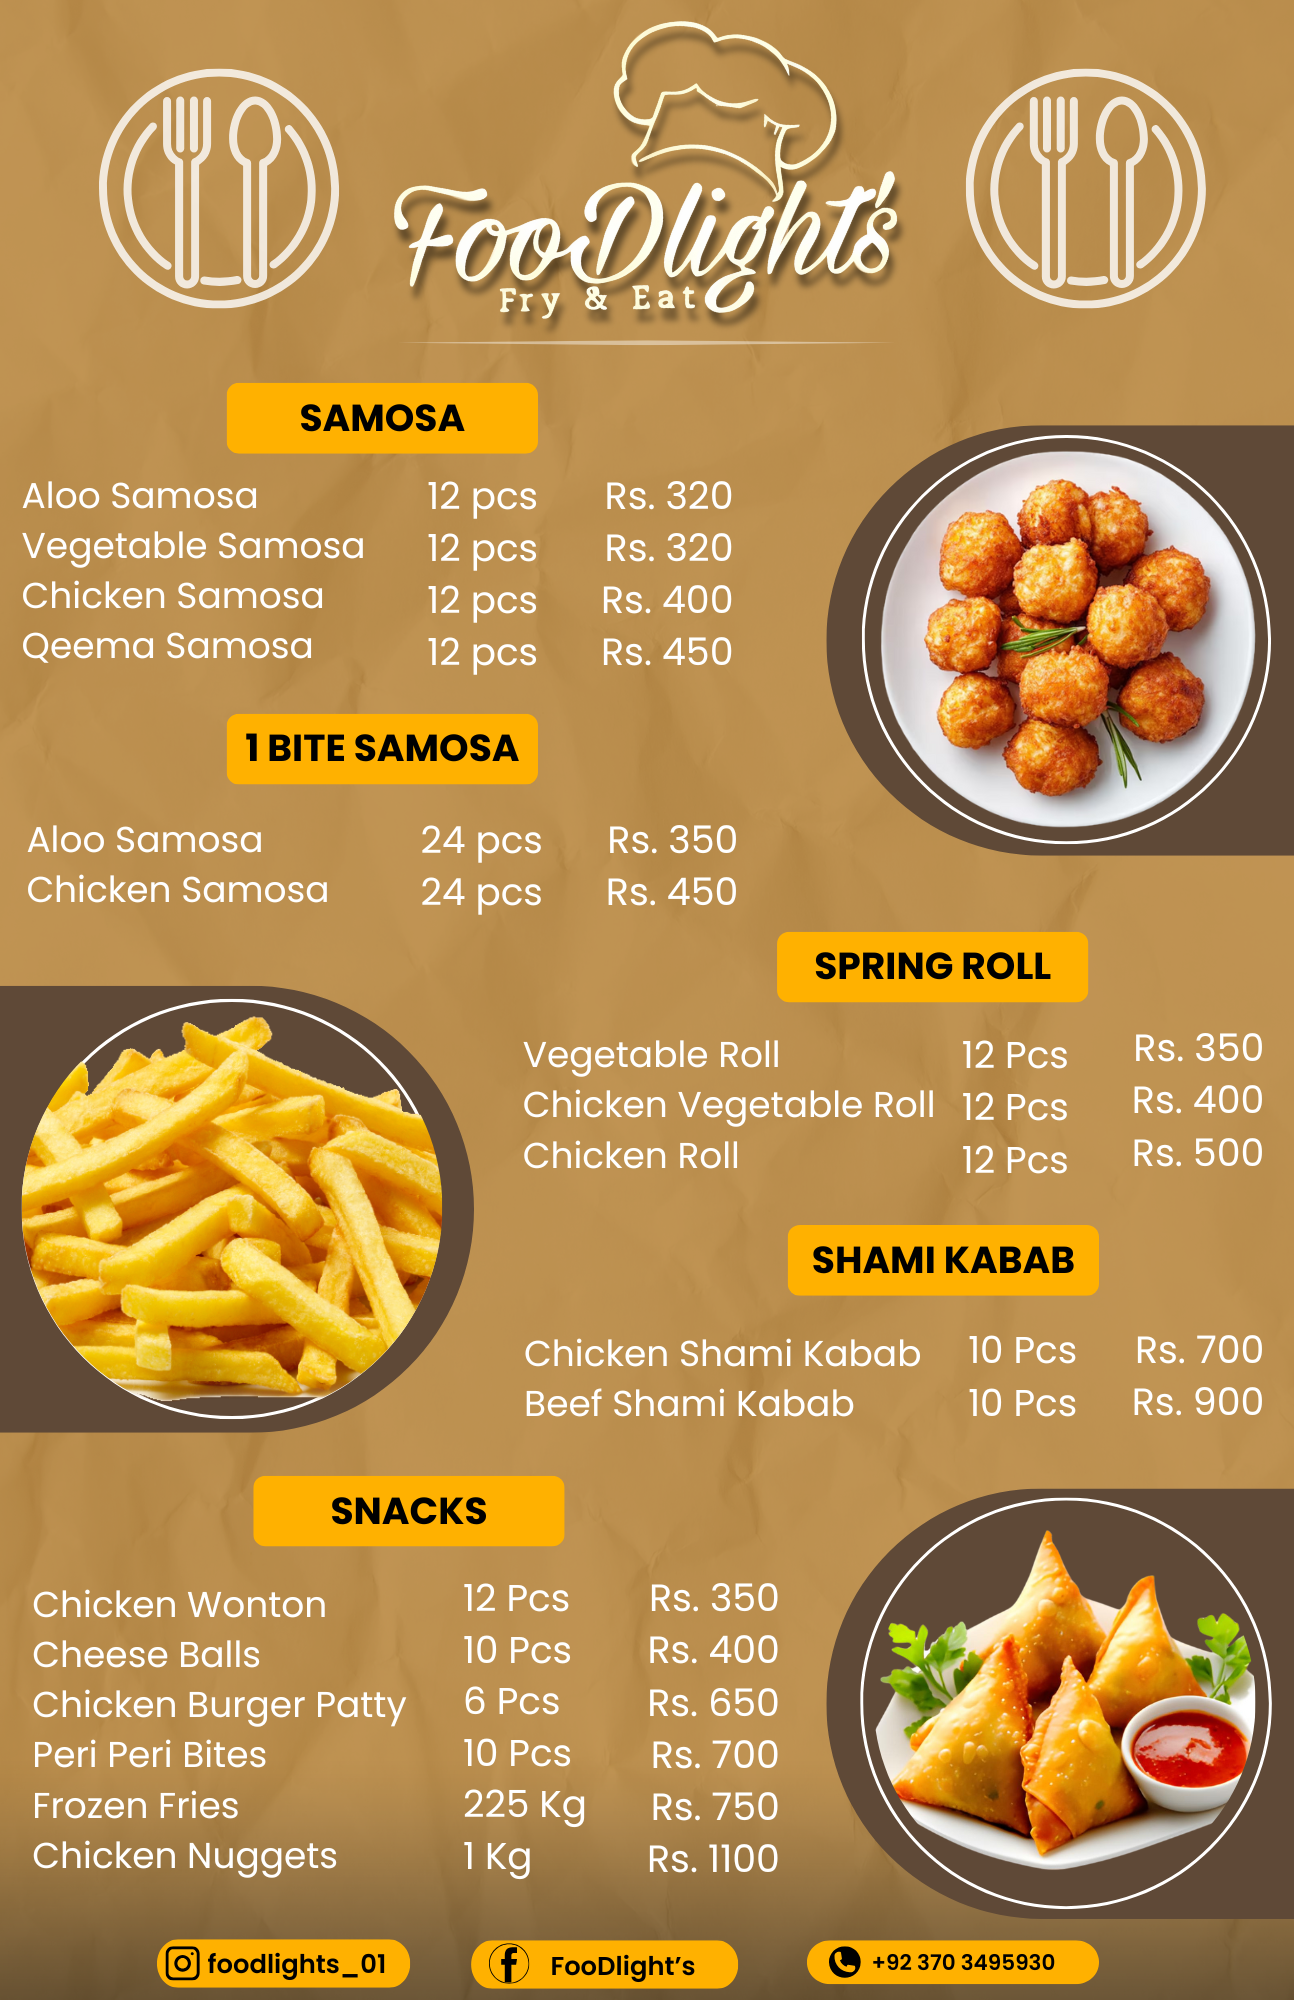 FooDlight's
Fry & Eat
SAMOSA
Aloo Samosa 12 pcs Rs. 320
Vegetable Samosa 12 pcs Rs. 320
Chicken Samosa 12 pcs Rs. 400
Qeema Samosa 12 pcs Rs. 450
1 BITE SAMOSA
Aloo Samosa 24 pcs Rs. 350
Chicken Samosa 24 pcs Rs. 450
SPRING ROLL
Vegetable Roll 12 Pcs Rs. 350
Chicken Vegetable Roll 12 Pcs Rs. 400
Chicken Roll 12 Pcs Rs. 500
SHAMI KABAB
Chicken Shami Kabab 10 Pcs Rs. 700
Beef Shami Kabab 10 Pcs Rs. 900
SNACKS
Chicken Wonton 12 Pcs Rs. 350
Cheese Balls 10 Pcs Rs. 400
Chicken Burger Patty 6 Pcs Rs. 650
Peri Peri Bites 10 Pcs Rs. 700
Frozen Fries 225 Kg Rs. 750
Chicken Nuggets 1 Kg Rs. 1100
foodlights_01 FooDlight's +92 370 3495930